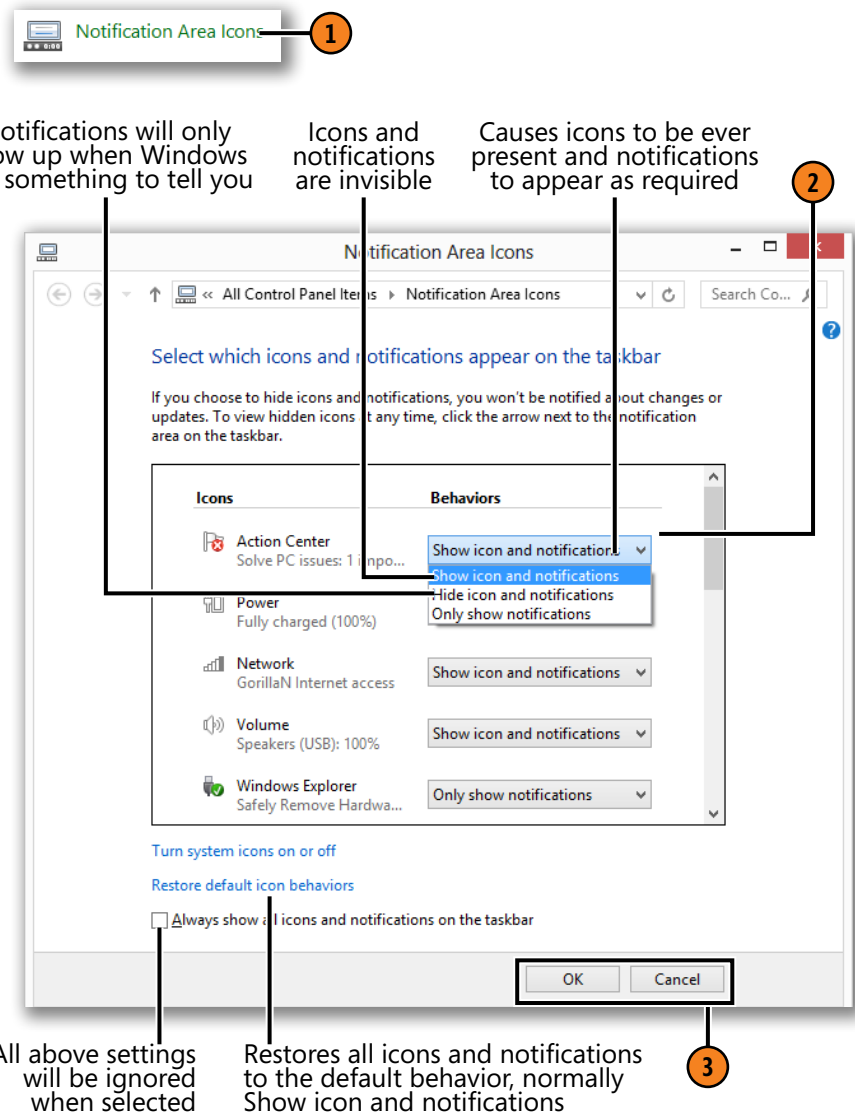 Notification Area Icons
1
otifications will only
ow up when Windows
something to tell you
Icons and
notifications
are invisible
Causes icons to be ever
present and notifications
to appear as required
2
Notification Area Icons
« All Control Panel Items Notification Area Icons
Search Co...
Select which icons and notifications appear on the taskbar
If you choose to hide icons and notifications, you won't be notified about changes or
updates. To view hidden icons at any time, click the arrow next to the notification
area on the taskbar.
Icons Behaviors
Action Center
Solve PC issues: 1 impo...
Show icon and notifications
Show icon and notifications
Hide icon and notifications
Only show notifications
Power
Fully charged (100%)
Network
GorillaN Internet access
Show icon and notifications
Volume
Speakers (USB): 100%
Show icon and notifications
Windows Explorer
Safely Remove Hardwa...
Only show notifications
Turn system icons on or off
Restore default icon behaviors
Always show all icons and notifications on the taskbar
OK Cancel
3
All above settings
will be ignored
when selected
Restores all icons and notifications
to the default behavior, normally
Show icon and notifications